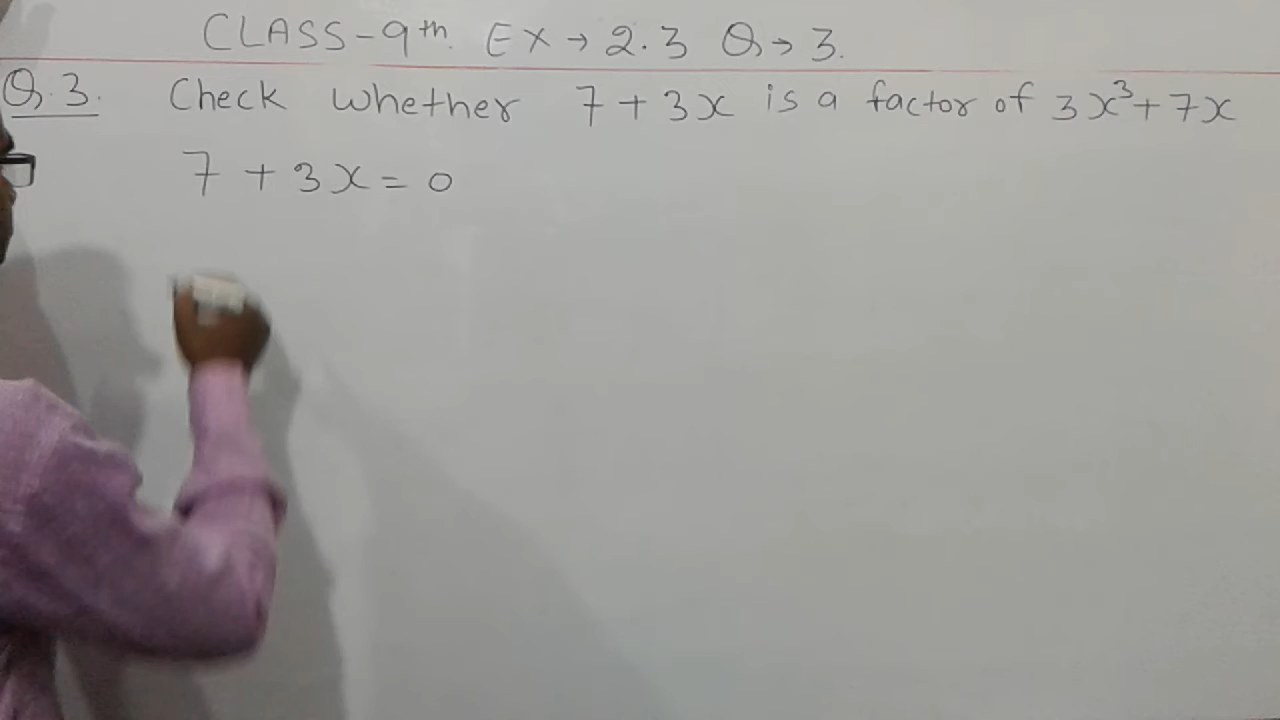 CLASS-9th. EX → 2.3 Q → 3.
Q.3. Check Whether 7 + 3x is a factor of 3x³ + 7x
7 + 3x = 0